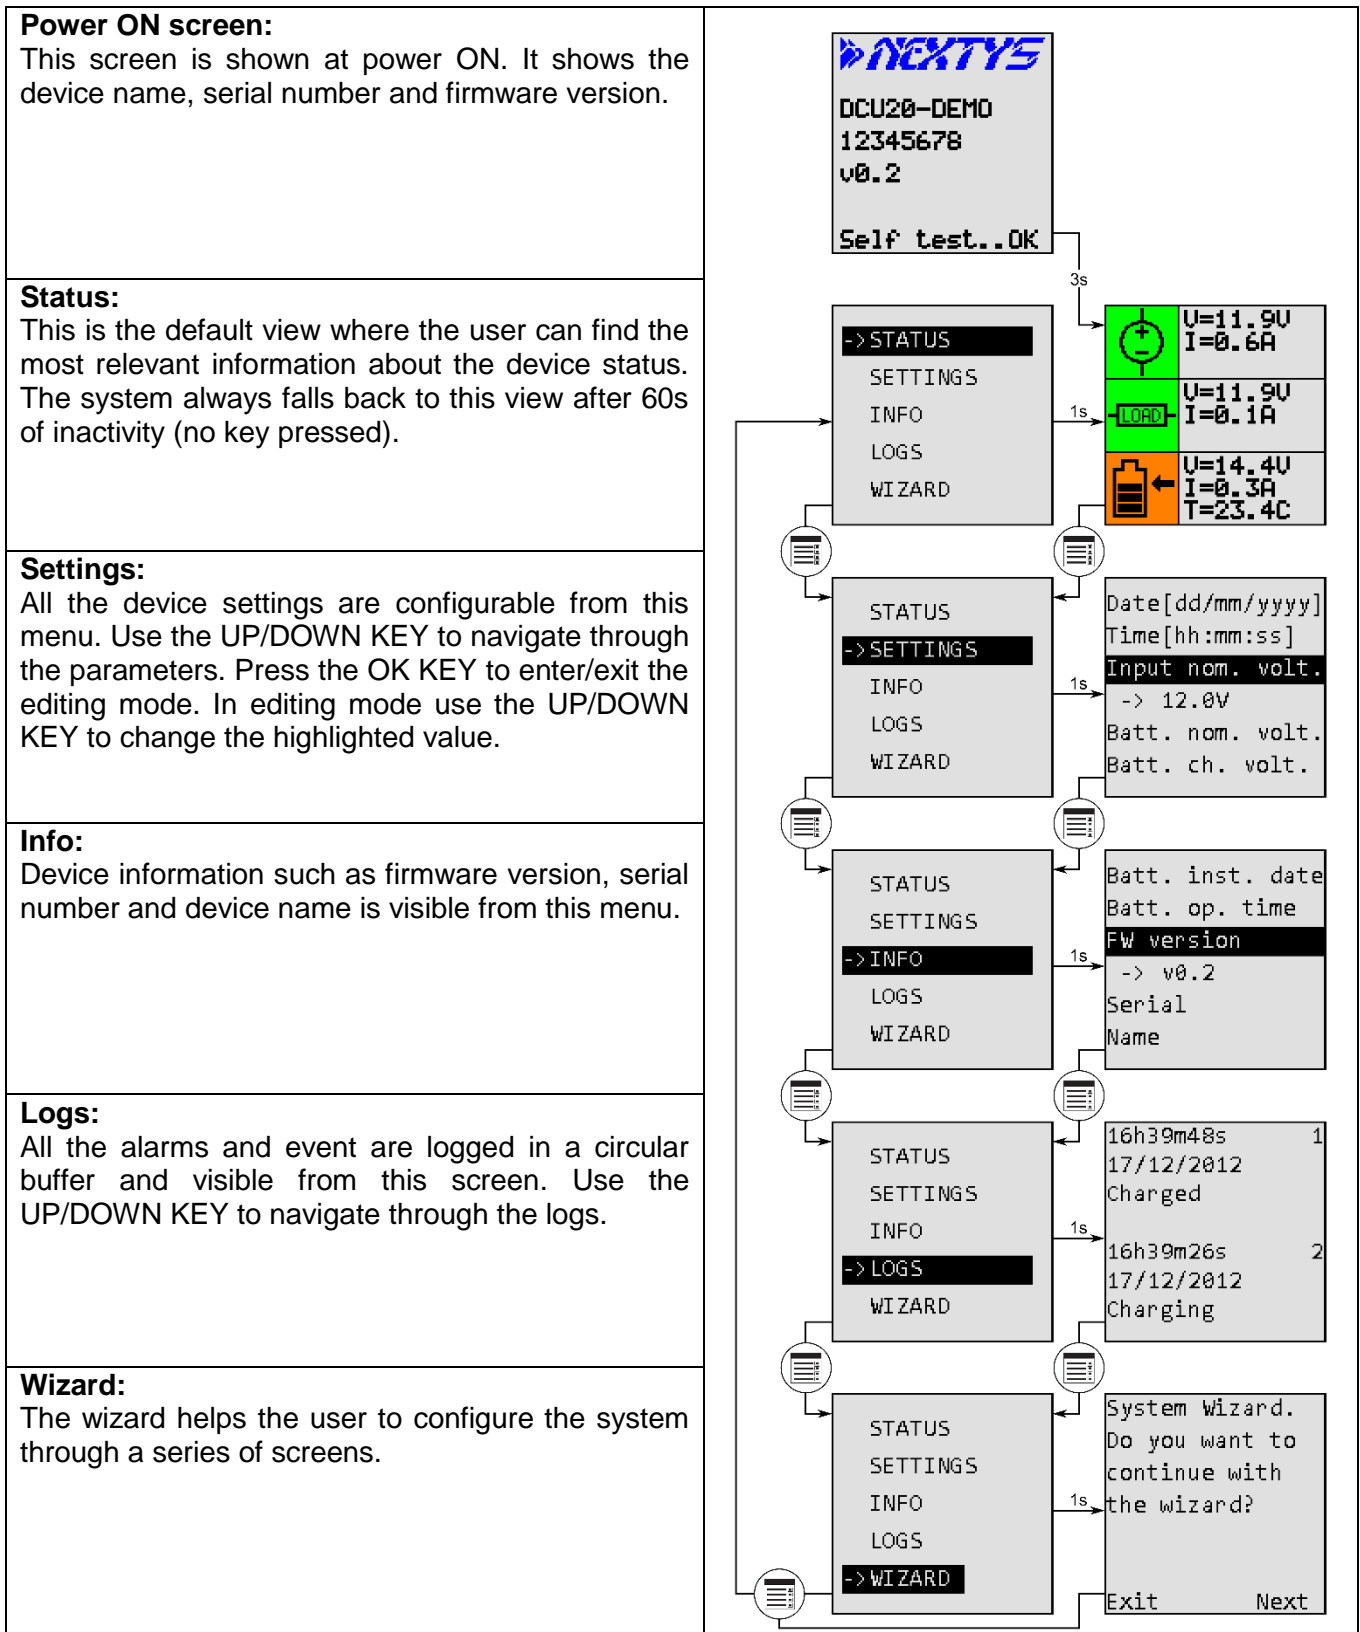 Power ON screen:
This screen is shown at power ON. It shows the
device name, serial number and firmware version.
NEXTYS
DCU20-DEMO
12345678
v0.2
Self test..OK
3s
Status:
This is the default view where the user can find the
most relevant information about the device status.
The system always falls back to this view after 60s
of inactivity (no key pressed).
->STATUS
SETTINGS
INFO
LOGS
WIZARD
1s
V=11.9V
I=0.6A
LOAD
V=11.9V
I=0.1A
V=14.4V
I=0.3A
T=23.4C
Settings:
All the device settings are configurable from this
menu. Use the UP/DOWN KEY to navigate through
the parameters. Press the OK KEY to enter/exit the
editing mode. In editing mode use the UP/DOWN
KEY to change the highlighted value.
STATUS
->SETTINGS
INFO
LOGS
WIZARD
1s
Date[dd/mm/yyyy]
Time[hh:mm:ss]
Input nom. volt.
-> 12.0V
Batt. nom. volt.
Batt. ch. volt.
Info:
Device information such as firmware version, serial
number and device name is visible from this menu.
STATUS
SETTINGS
->INFO
LOGS
WIZARD
1s
Batt. inst. date
Batt. op. time
FW version
-> v0.2
Serial
Name
Logs:
All the alarms and event are logged in a circular
buffer and visible from this screen. Use the
UP/DOWN KEY to navigate through the logs.
STATUS
SETTINGS
INFO
->LOGS
WIZARD
1s
16h39m48s 1
17/12/2012
Charged
16h39m26s 2
17/12/2012
Charging
Wizard:
The wizard helps the user to configure the system
through a series of screens.
STATUS
SETTINGS
INFO
LOGS
->WIZARD
1s
System Wizard.
Do you want to
continue with
the wizard?
Exit Next